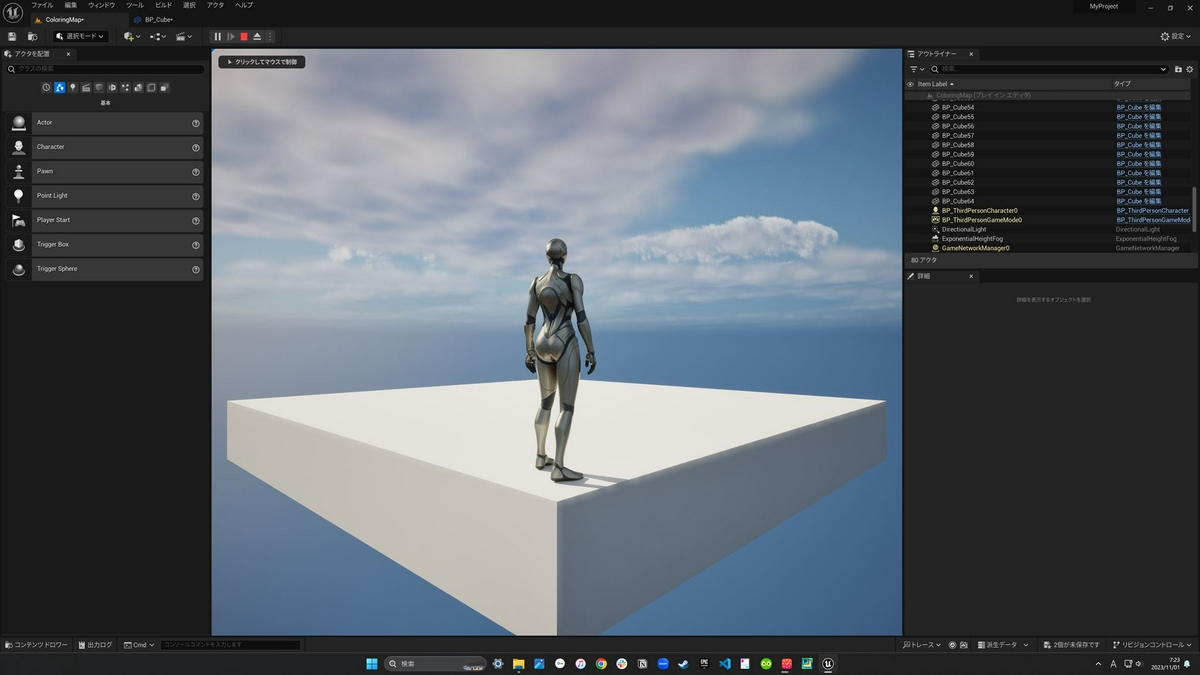 ファイル 編集 ウィンドウ ツール ビルド 選択 アクタ ヘルプ
MyProject
ColoringMap*
BP_Cube*
選択モード
設定
アクタを配置
クラスの検索
基本
Actor
Character
Pawn
Point Light
Player Start
Trigger Box
Trigger Sphere
クリックしてマウスで制御
アウトライナー
検索
Item Label タイプ
ColoringMap (プレイ イン エディタ)
BP_Cube54 BP_Cube を編集
BP_Cube55 BP_Cube を編集
BP_Cube56 BP_Cube を編集
BP_Cube57 BP_Cube を編集
BP_Cube58 BP_Cube を編集
BP_Cube59 BP_Cube を編集
BP_Cube60 BP_Cube を編集
BP_Cube61 BP_Cube を編集
BP_Cube62 BP_Cube を編集
BP_Cube63 BP_Cube を編集
BP_Cube64 BP_Cube を編集
BP_ThirdPersonCharacter0 BP_ThirdPersonCharacter
BP_ThirdPersonGameMode0 BP_ThirdPersonGameMod
DirectionalLight DirectionalLight
ExponentialHeightFog ExponentialHeightFog
GameNetworkManager0 GameNetworkManager
80 アクタ
詳細
詳細を表示するオブジェクトを選択
コンテンツドロワー 出力ログ Cmd コンソールコマンドを入力します
トレース 派生データ 2個が未保存です リビジョンコントロール
検索
A
7:23
2023/11/01